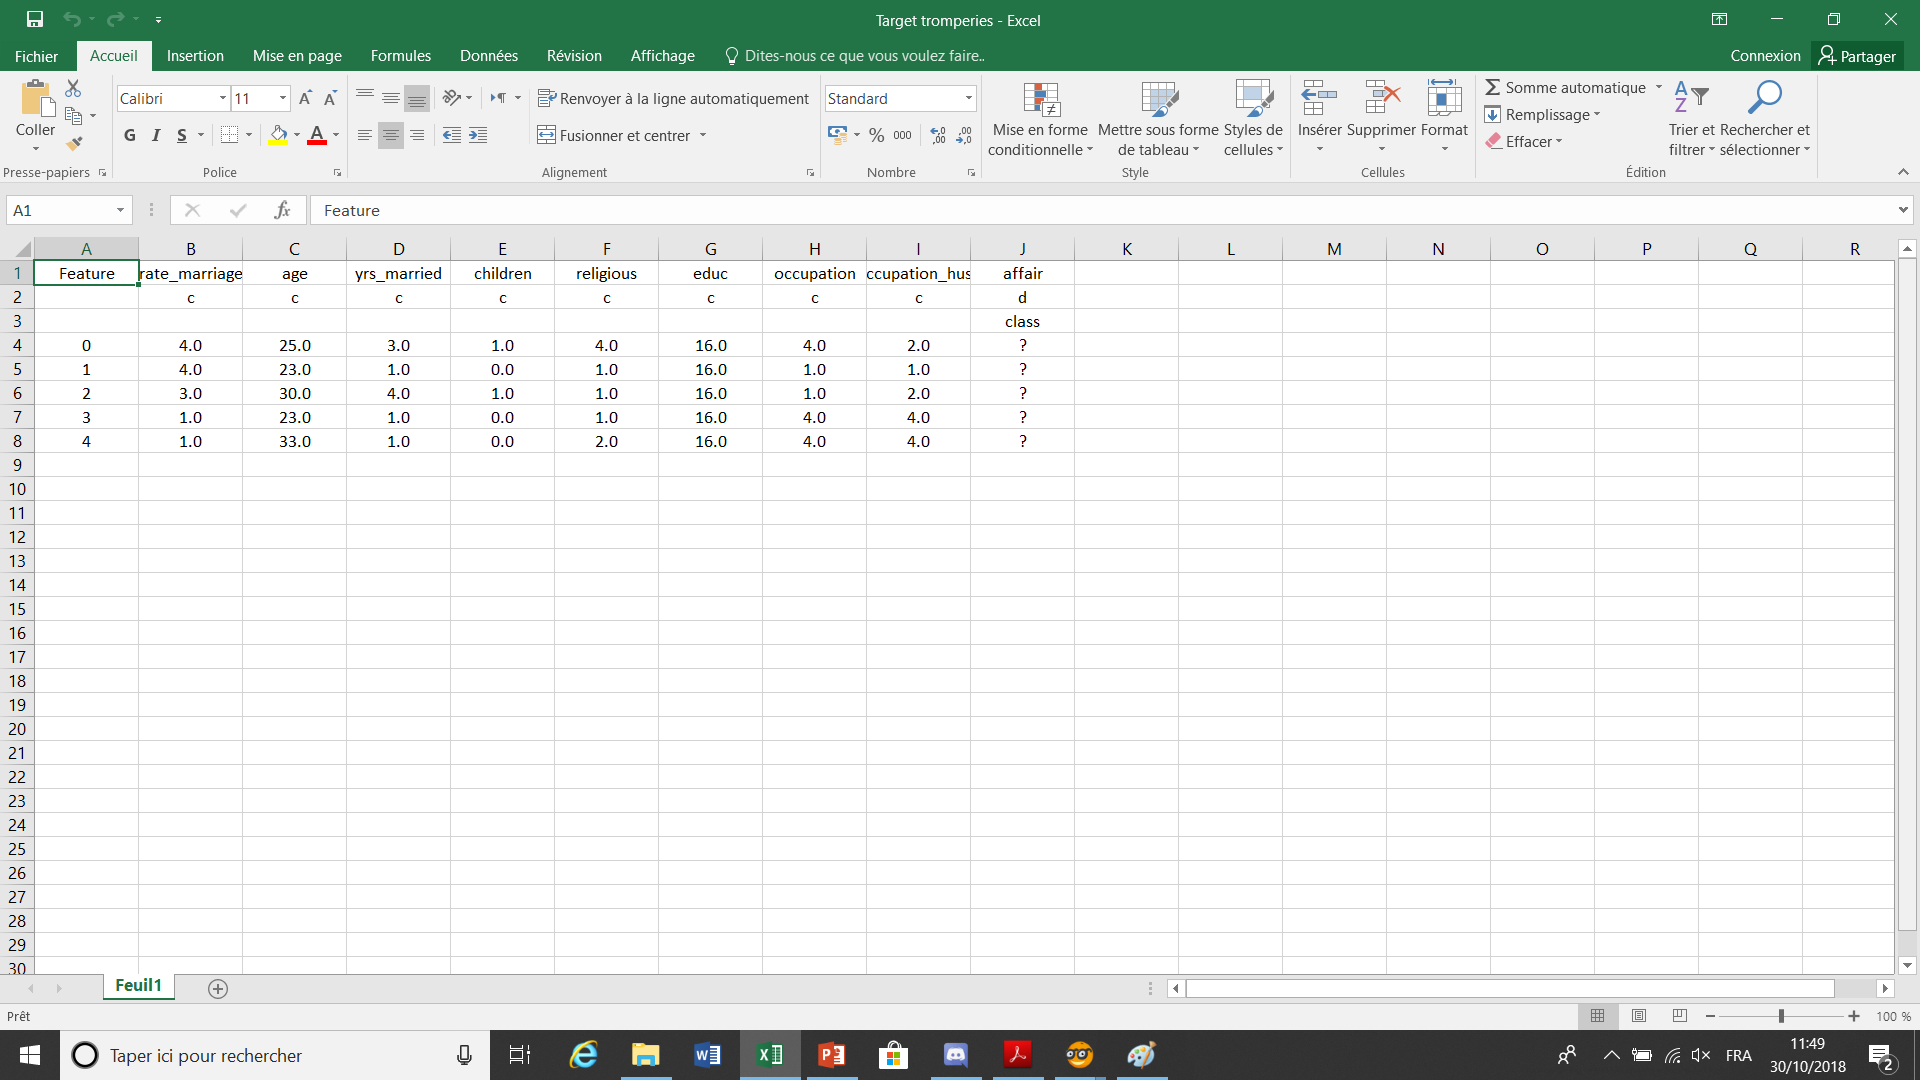 Target tromperies - Excel
Fichier Accueil Insertion Mise en page Formules Données Révision Affichage Dites-nous ce que vous voulez faire.. Connexion Partager
Coller
Presse-papiers
Calibri 11
G I S
Police
Renvoyer à la ligne automatiquement
Fusionner et centrer
Alignement
Standard
% 000
Nombre
Mise en forme conditionnelle
Mettre sous forme de tableau
Styles de cellules
Style
Insérer Supprimer Format
Cellules
Somme automatique
Remplissage
Effacer
Trier et filtrer
Rechercher et sélectionner
Édition
A1 fx Feature
A B C D E F G H I J K L M N O P Q R
1 Feature rate_marriage age yrs_married children religious educ occupation ccupation_hus affair
2 c c c c c c c c d
3 class
4 0 4.0 25.0 3.0 1.0 4.0 16.0 4.0 2.0 ?
5 1 4.0 23.0 1.0 0.0 1.0 16.0 1.0 1.0 ?
6 2 3.0 30.0 4.0 1.0 1.0 16.0 1.0 2.0 ?
7 3 1.0 23.0 1.0 0.0 1.0 16.0 4.0 4.0 ?
8 4 1.0 33.0 1.0 0.0 2.0 16.0 4.0 4.0 ?
9
10
11
12
13
14
15
16
17
18
19
20
21
22
23
24
25
26
27
28
29
30
Feuil1
Prêt 100 %
Taper ici pour rechercher FRA 11:49
30/10/2018 2